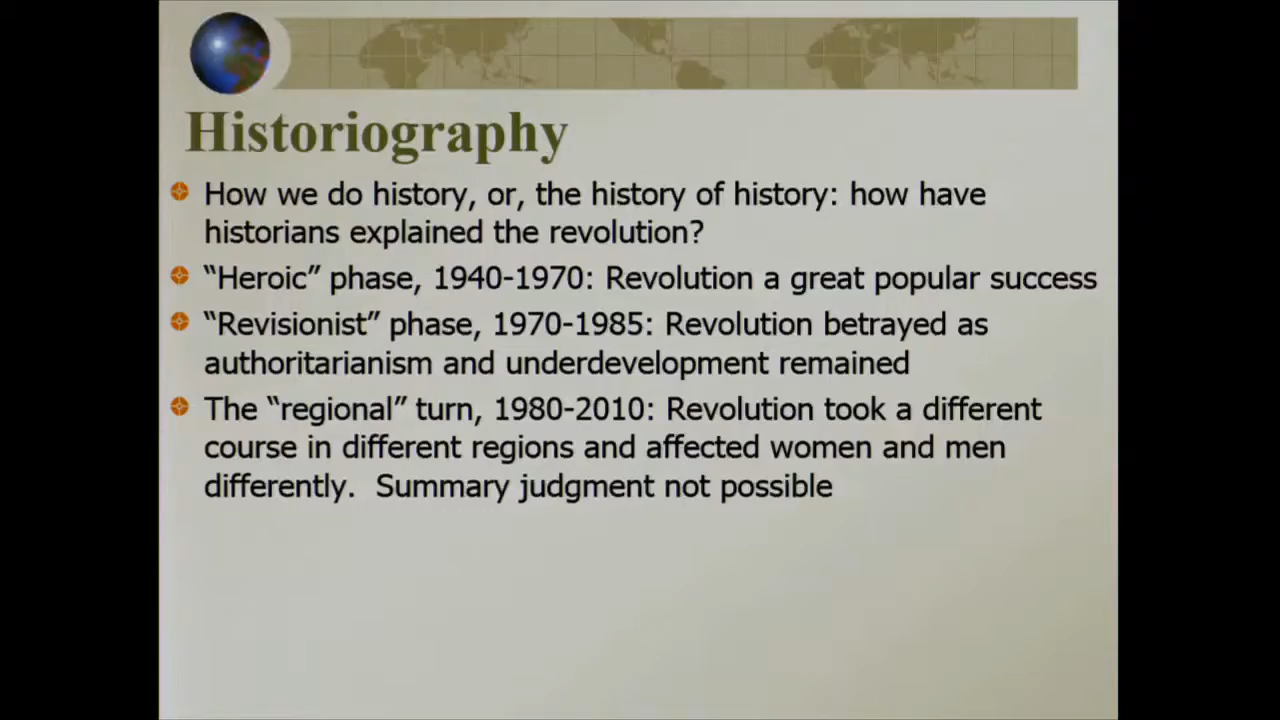 Historiography
How we do history, or, the history of history: how have
historians explained the revolution?
“Heroic” phase, 1940-1970: Revolution a great popular success
“Revisionist” phase, 1970-1985: Revolution betrayed as
authoritarianism and underdevelopment remained
The “regional” turn, 1980-2010: Revolution took a different
course in different regions and affected women and men
differently.  Summary judgment not possible